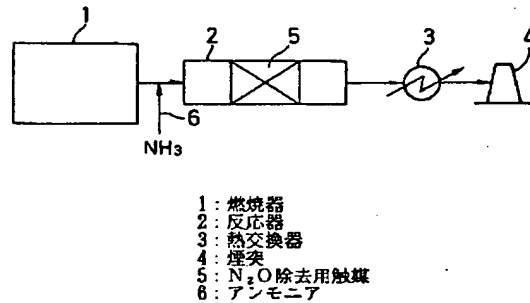 1
2
5
3
4
6
NH₃
1 : 燃焼器
2 : 反応器
3 : 熱交換器
4 : 煙突
5 : N₂O除去用触媒
6 : アンモニア